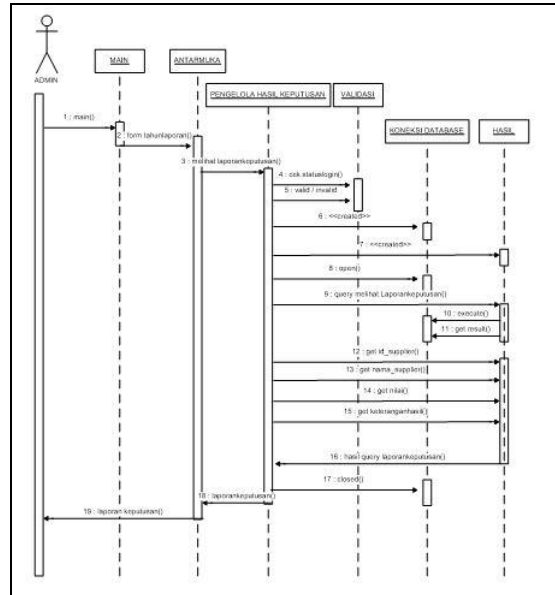 ADMIN
MAIN
ANTARMUKA
PENGELOLA HASIL KEPUTUSAN
VALIDASI
KONEKSI DATABASE
HASIL
1 : main()
2 : form tahunlaporan()
3 : melihat laporankeputusan()
4 : cek statuslogin()
5 : valid / invalid
6 : <<created>>
7 : <<created>>
8 : open()
9 : query melihat Laporankeputusan()
10 : execute()
11 : get result()
12 : get id_supplier()
13 : get nama_supplier()
14 : get nilai()
15 : get keteranganhasil()
16 : hasil query laporankeputusan()
17 : closed()
18 : laporankeputusan()
19 : laporan keputusan()